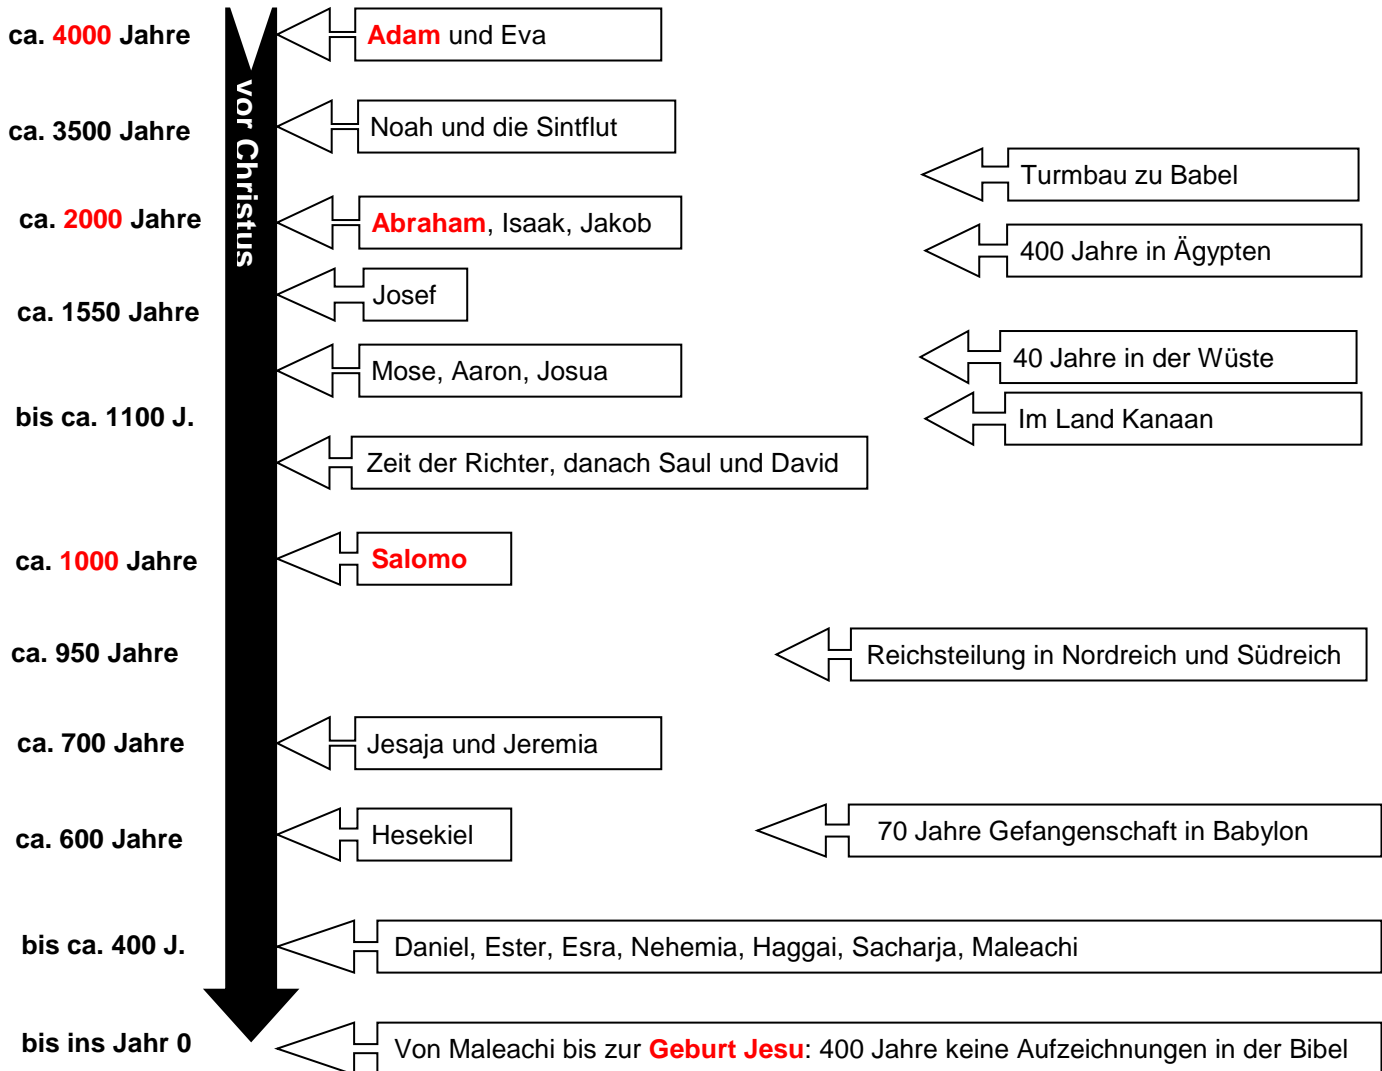 ca. 4000 Jahre
Adam und Eva
vor Christus
ca. 3500 Jahre
Noah und die Sintflut
Turmbau zu Babel
ca. 2000 Jahre
Abraham, Isaak, Jakob
400 Jahre in Ägypten
Josef
ca. 1550 Jahre
Mose, Aaron, Josua
40 Jahre in der Wüste
bis ca. 1100 J.
Im Land Kanaan
Zeit der Richter, danach Saul und David
ca. 1000 Jahre
Salomo
ca. 950 Jahre
Reichsteilung in Nordreich und Südreich
ca. 700 Jahre
Jesaja und Jeremia
ca. 600 Jahre
Hesekiel
70 Jahre Gefangenschaft in Babylon
bis ca. 400 J.
Daniel, Ester, Esra, Nehemia, Haggai, Sacharja, Maleachi
bis ins Jahr 0
Von Maleachi bis zur Geburt Jesu: 400 Jahre keine Aufzeichnungen in der Bibel